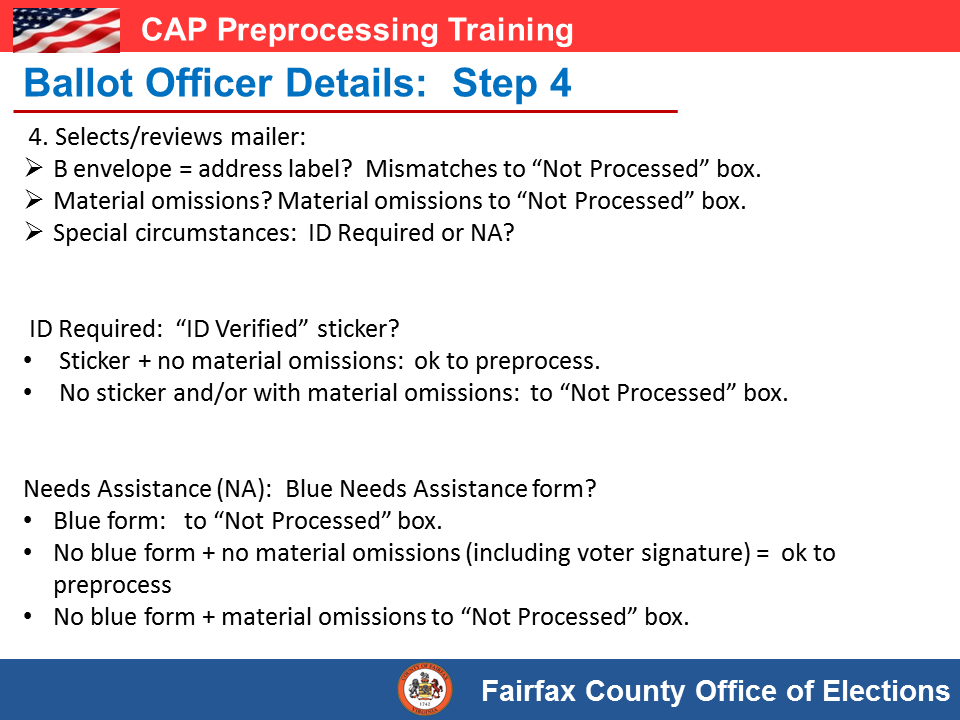 CAP Preprocessing Training
Ballot Officer Details:  Step 4
4. Selects/reviews mailer:
➢ B envelope = address label?  Mismatches to “Not Processed” box.
➢ Material omissions? Material omissions to “Not Processed” box.
➢ Special circumstances:  ID Required or NA?
ID Required:  “ID Verified” sticker?
• Sticker + no material omissions:  ok to preprocess.
• No sticker and/or with material omissions:  to “Not Processed” box.
Needs Assistance (NA):  Blue Needs Assistance form?
• Blue form:   to “Not Processed” box.
• No blue form + no material omissions (including voter signature) =  ok to
preprocess
• No blue form + material omissions to “Not Processed” box.
COUNTY OF FAIRFAX
1742
VIRGINIA
Fairfax County Office of Elections